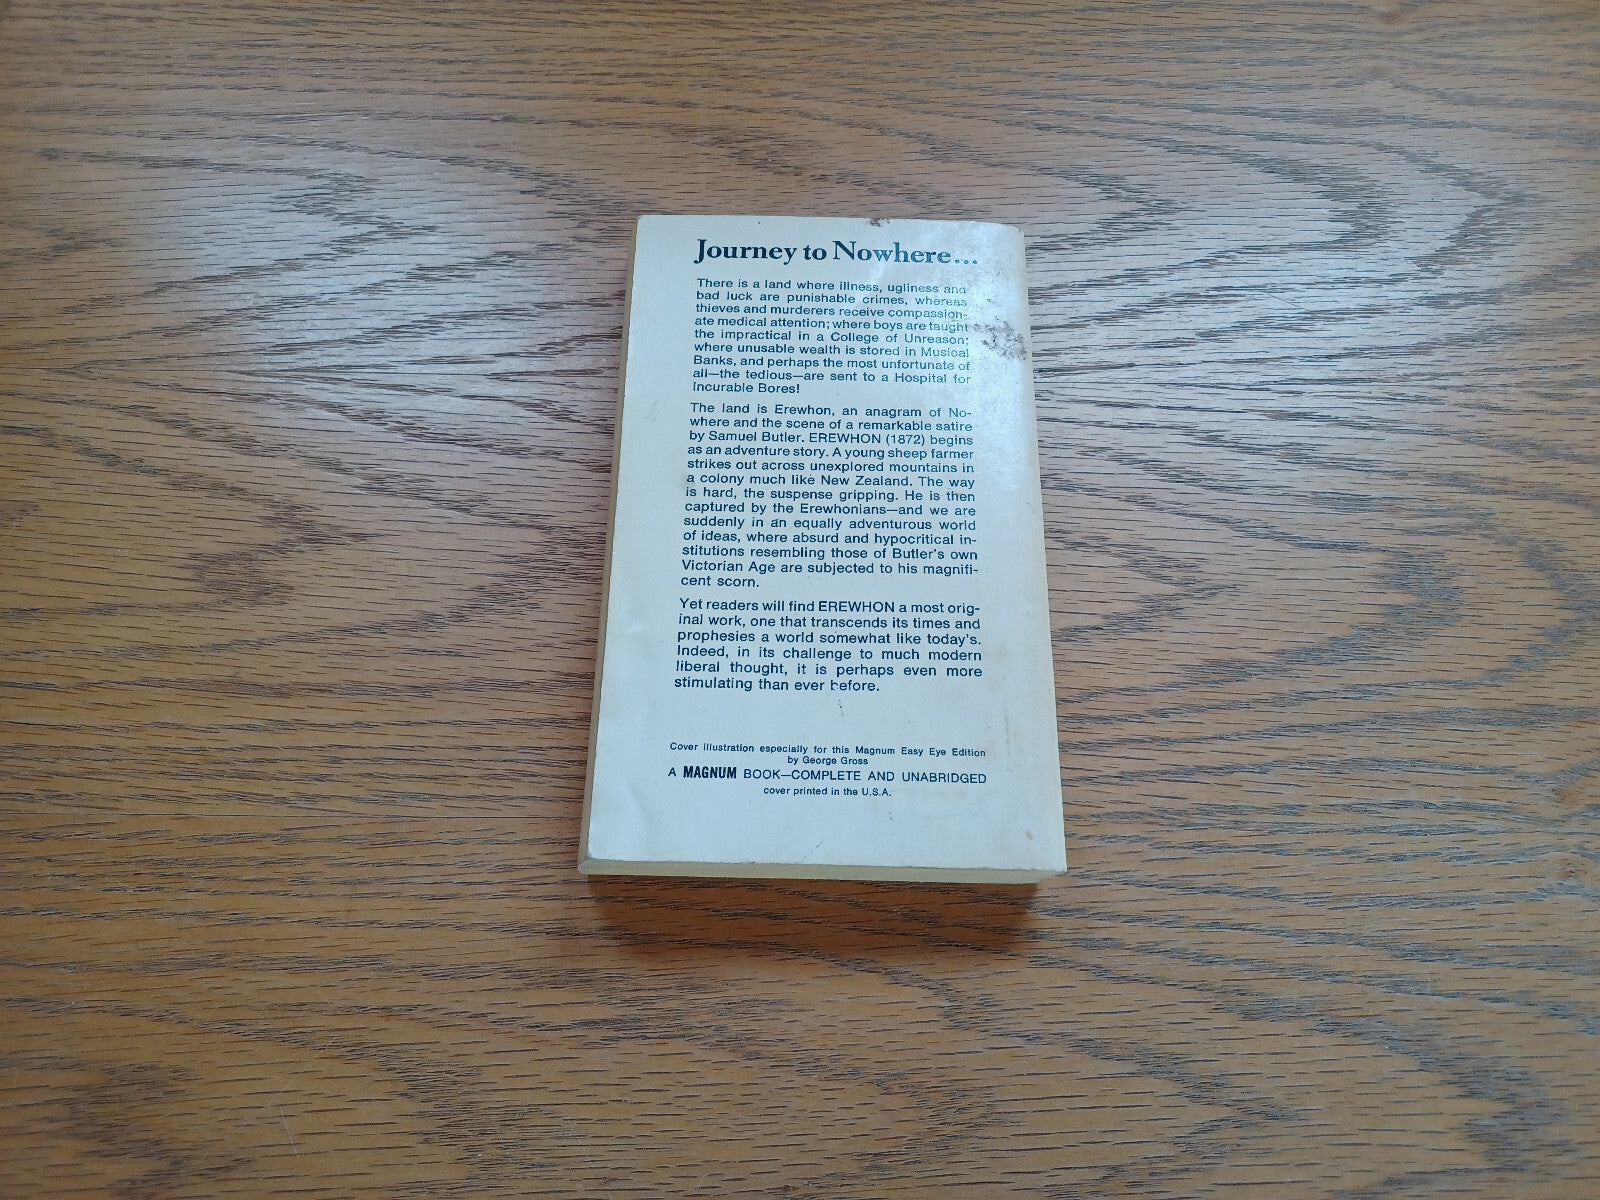 Journey to Nowhere...
There is a land where illness, ugliness and
bad luck are punishable crimes, whereas
thieves and murderers receive compassion-
ate medical attention; where boys are taught
the impractical in a College of Unreason;
where unusable wealth is stored in Musical
Banks, and perhaps the most unfortunate of
all—the tedious—are sent to a Hospital for
Incurable Bores!
The land is Erewhon, an anagram of No-
where and the scene of a remarkable satire
by Samuel Butler. EREWHON (1872) begins
as an adventure story. A young sheep farmer
strikes out across unexplored mountains in
a colony much like New Zealand. The way
is hard, the suspense gripping. He is then
captured by the Erewhonians—and we are
suddenly in an equally adventurous world
of ideas, where absurd and hypocritical in-
stitutions resembling those of Butler's own
Victorian Age are subjected to his magnifi-
cent scorn.
Yet readers will find EREWHON a most orig-
inal work, one that transcends its times and
prophesies a world somewhat like today's.
Indeed, in its challenge to much modern
liberal thought, it is perhaps even more
stimulating than ever before.
Cover illustration especially for this Magnum Easy Eye Edition
by George Gross
A MAGNUM BOOK—COMPLETE AND UNABRIDGED
cover printed in the U.S.A.